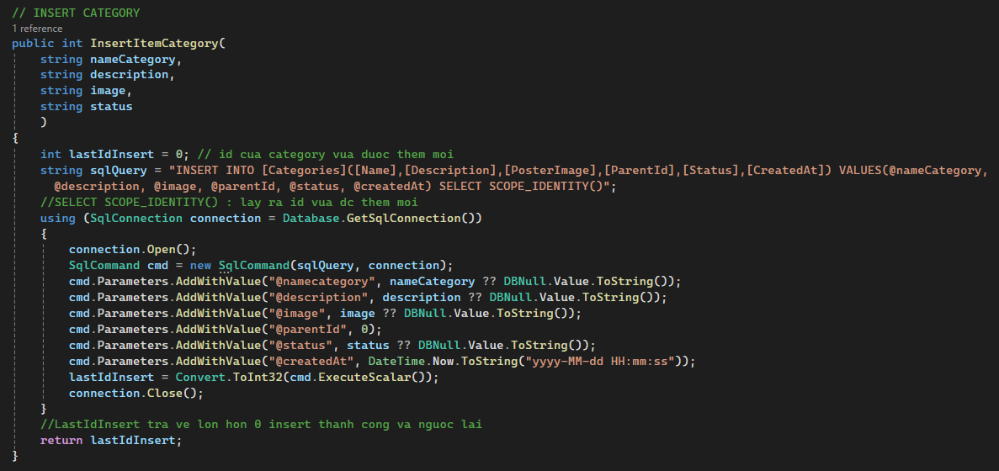 // INSERT CATEGORY
1 reference
public int InsertItemCategory(
string nameCategory,
string description,
string image,
string status
)
{
int lastIdInsert = 0; // id cua category vua duoc them moi
string sqlQuery = "INSERT INTO [Categories]([Name],[Description],[PosterImage],[ParentId],[Status],[CreatedAt]) VALUES(@nameCategory,
@description, @image, @parentId, @status, @createdAt) SELECT SCOPE_IDENTITY()";
//SELECT SCOPE_IDENTITY() : lay ra id vua dc them moi
using (SqlConnection connection = Database.GetSqlConnection())
{
connection.Open();
SqlCommand cmd = new SqlCommand(sqlQuery, connection);
cmd.Parameters.AddWithValue("@namecategory", nameCategory ?? DBNull.Value.ToString());
cmd.Parameters.AddWithValue("@description", description ?? DBNull.Value.ToString());
cmd.Parameters.AddWithValue("@image", image ?? DBNull.Value.ToString());
cmd.Parameters.AddWithValue("@parentId", 0);
cmd.Parameters.AddWithValue("@status", status ?? DBNull.Value.ToString());
cmd.Parameters.AddWithValue("@createdAt", DateTime.Now.ToString("yyyy-MM-dd HH:mm:ss"));
lastIdInsert = Convert.ToInt32(cmd.ExecuteScalar());
connection.Close();
}
//LastIdInsert tra ve lon hon 0 insert thanh cong va nguoc lai
return lastIdInsert;
}